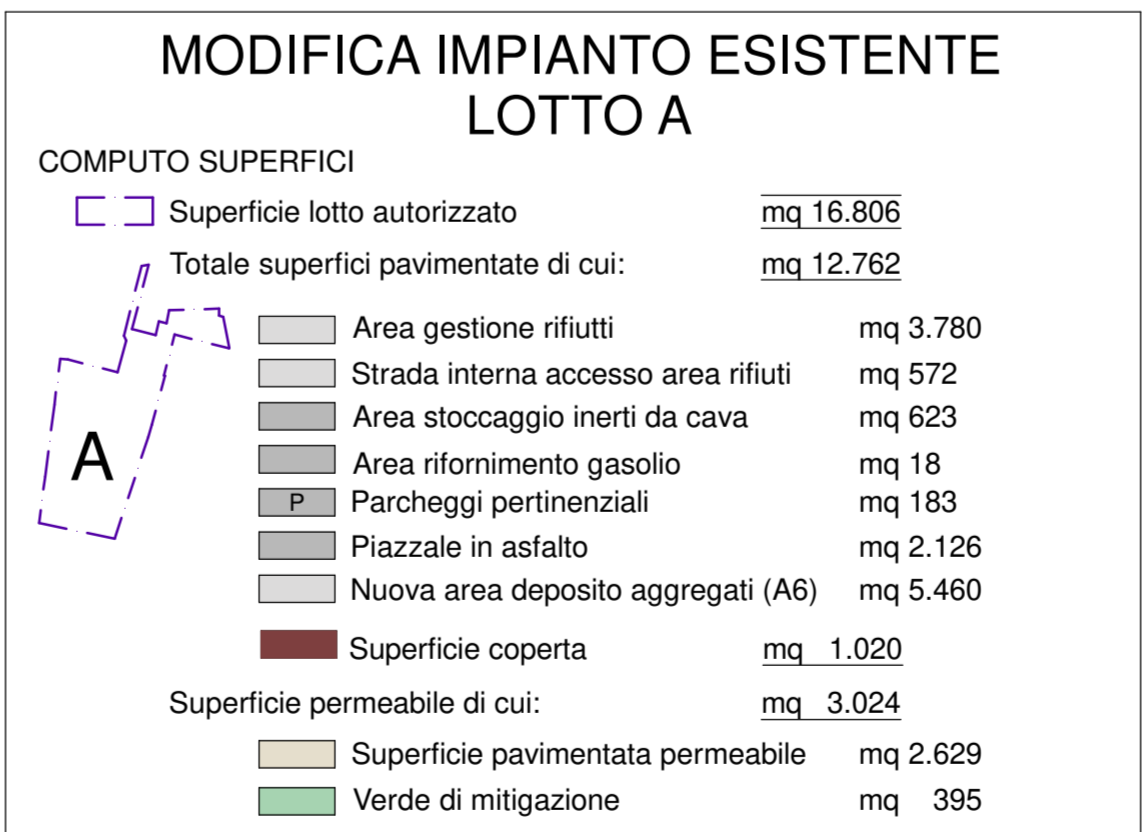 MODIFICA IMPIANTO ESISTENTE
LOTTO A
COMPUTO SUPERFICI
Superficie lotto autorizzato mq 16.806
Totale superfici pavimentate di cui: mq 12.762
A
Area gestione rifiutti mq 3.780
Strada interna accesso area rifiuti mq 572
Area stoccaggio inerti da cava mq 623
Area rifornimento gasolio mq 18
P Parcheggi pertinenziali mq 183
Piazzale in asfalto mq 2.126
Nuova area deposito aggregati (A6) mq 5.460
Superficie coperta mq 1.020
Superficie permeabile di cui: mq 3.024
Superficie pavimentata permeabile mq 2.629
Verde di mitigazione mq 395